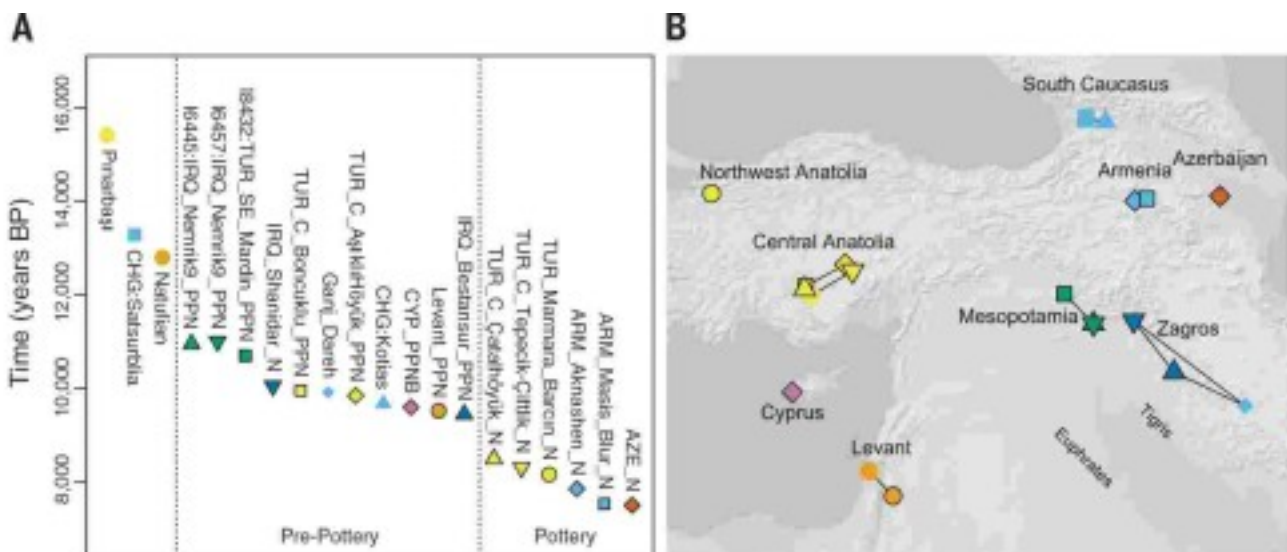 A
Time (years BP)
16,000
14,000
12,000
10,000
8,000
Pınarbaşı
CHG:Satsurblia
Natufian
I6445:IRQ_Nemrik9_PPN
I6457:IRQ_Nemrik9_PPN
I8432:TUR_SE_Mardin_PPN
IRQ_Shanidar_N
TUR_C_Boncuklu_PPN
Ganj_Dareh
TUR_C_AşıklıHöyük_PPN
CHG:Kotias
CYP_PPNB
Levant_PPN
IRQ_Bestansur_PPN
TUR_C_Çatalhöyük_N
TUR_C_Tepecik-Çiftlik_N
TUR_Marmara_Barcın_N
ARM_Aknashen_N
ARM_Masis_Blur_N
AZE_N
Pre-Pottery
Pottery
B
South Caucasus
Northwest Anatolia
Armenia
Azerbaijan
Central Anatolia
Mesopotamia
Zagros
Cyprus
Tigris
Euphrates
Levant